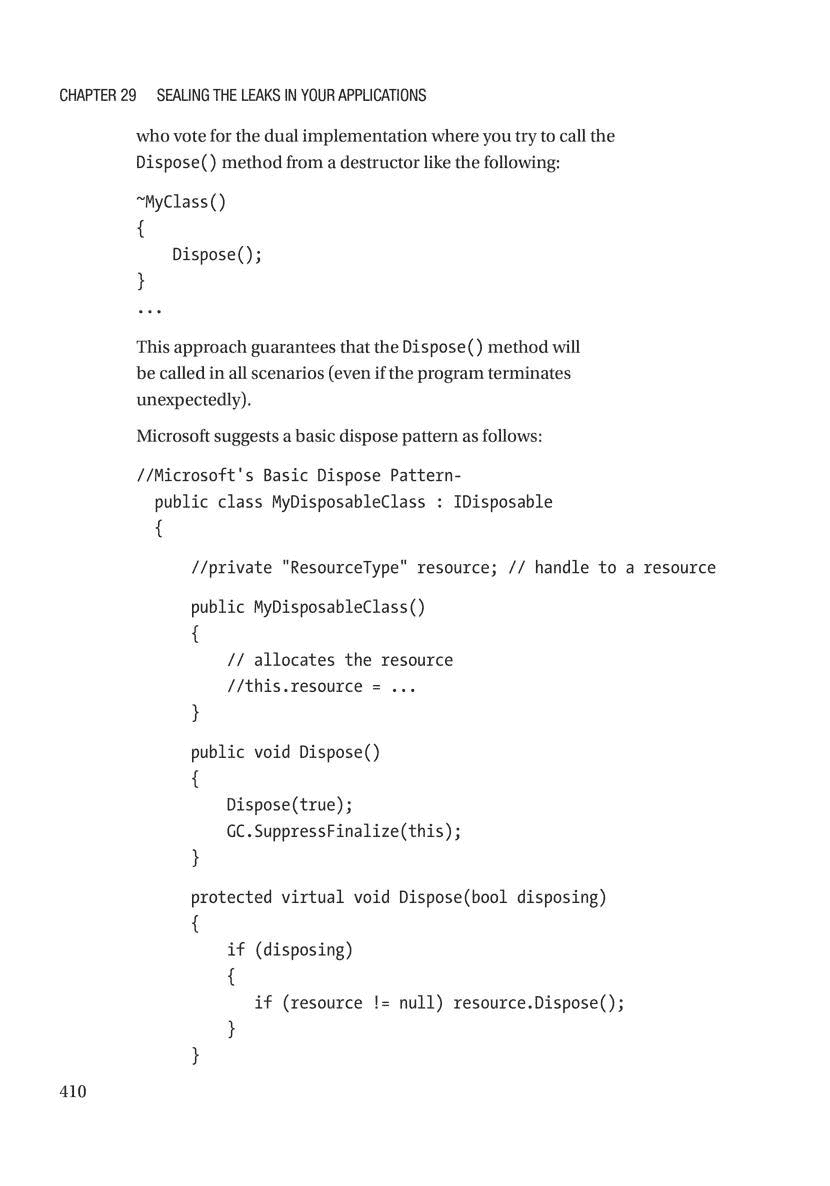 CHAPTER 29 SEALING THE LEAKS IN YOUR APPLICATIONS
who vote for the dual implementation where you try to call the
Dispose() method from a destructor like the following:
~MyClass()
{
    Dispose();
}
...
This approach guarantees that the Dispose() method will
be called in all scenarios (even if the program terminates
unexpectedly).
Microsoft suggests a basic dispose pattern as follows:
//Microsoft's Basic Dispose Pattern-
  public class MyDisposableClass : IDisposable
  {
      //private "ResourceType" resource; // handle to a resource
      public MyDisposableClass()
      {
          // allocates the resource
          //this.resource = ...
      }
      public void Dispose()
      {
          Dispose(true);
          GC.SuppressFinalize(this);
      }
      protected virtual void Dispose(bool disposing)
      {
          if (disposing)
          {
             if (resource != null) resource.Dispose();
          }
      }
410